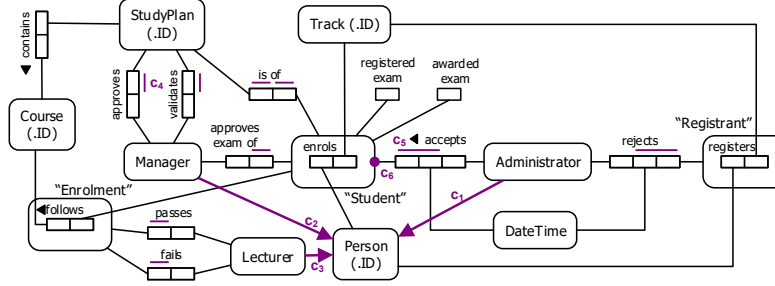 contains
StudyPlan
(.ID)
Track
(.ID)
approves
c4
validates
is of
registered
exam
awarded
exam
Course
(.ID)
approves
exam of
enrols
c5
accepts
c6
rejects
"Registrant"
registers
Manager
Administrator
"Enrolment"
"Student"
follows
passes
c2
c1
DateTime
fails
Lecturer
c3
Person
(.ID)